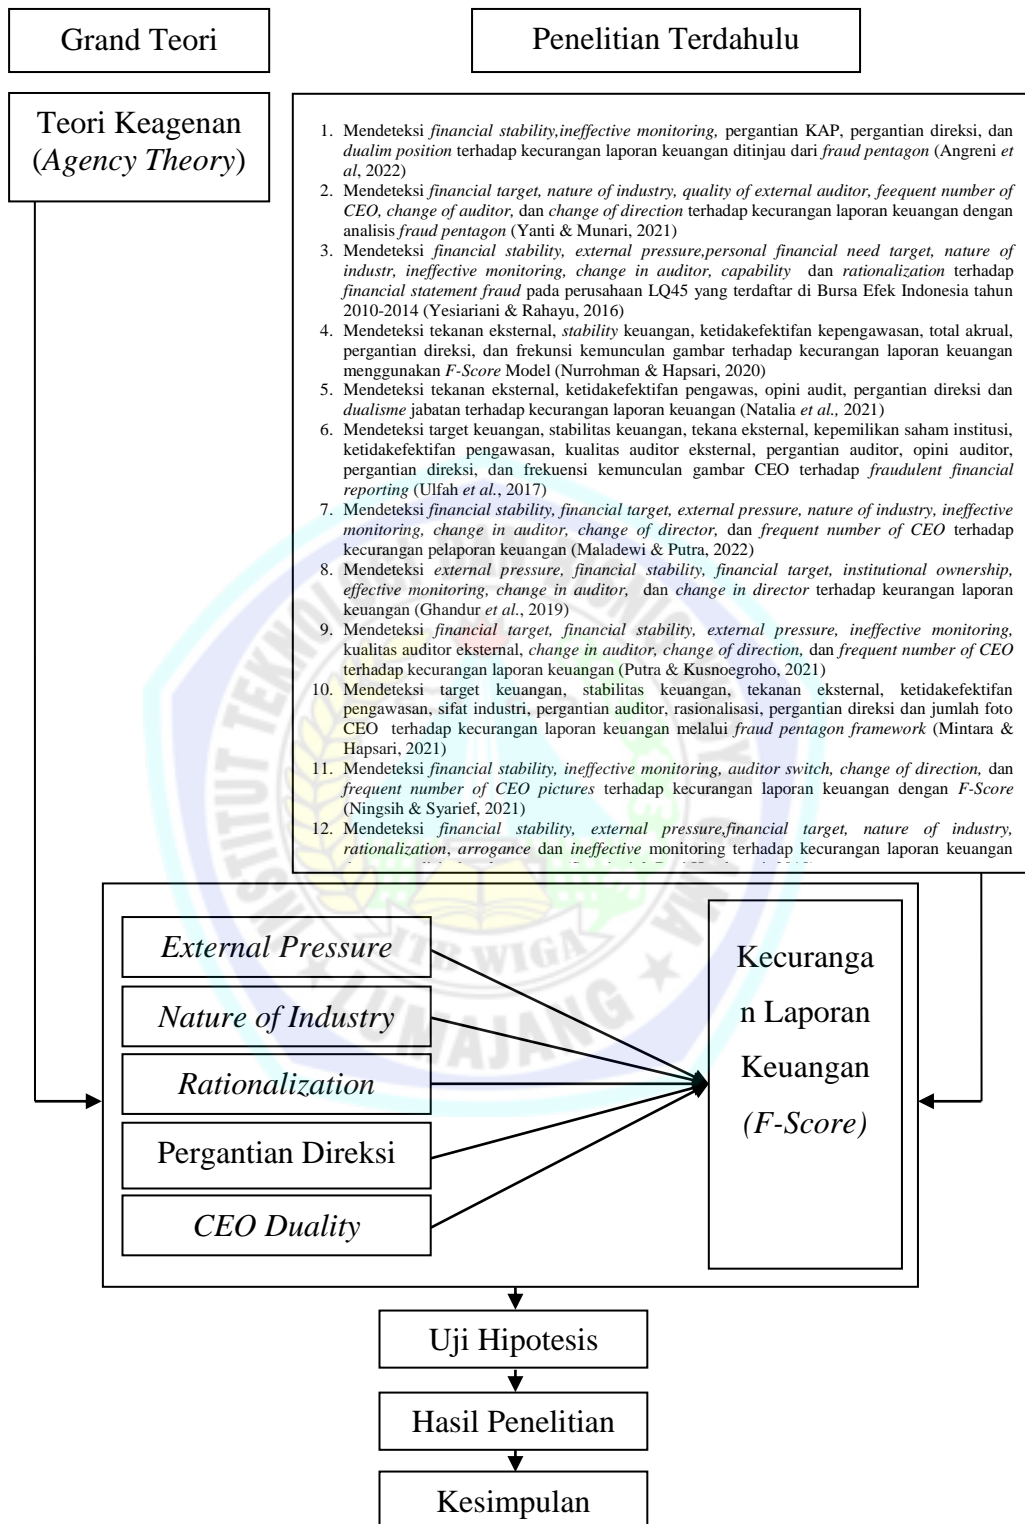 Grand Teori
Penelitian Terdahulu
Teori Keagenan
(Agency Theory)
1. Mendeteksi financial stability,ineffective monitoring, pergantian KAP, pergantian direksi, dan
dualim position terhadap kecurangan laporan keuangan ditinjau dari fraud pentagon (Angreni et
al, 2022)
2. Mendeteksi financial target, nature of industry, quality of external auditor, feequent number of
CEO, change of auditor, dan change of direction terhadap kecurangan laporan keuangan dengan
analisis fraud pentagon (Yanti & Munari, 2021)
3. Mendeteksi financial stability, external pressure,personal financial need target, nature of
industr, ineffective monitoring, change in auditor, capability dan rationalization terhadap
financial statement fraud pada perusahaan LQ45 yang terdaftar di Bursa Efek Indonesia tahun
2010-2014 (Yesiariani & Rahayu, 2016)
4. Mendeteksi tekanan eksternal, stability keuangan, ketidakefektifan kepengawasan, total akrual,
pergantian direksi, dan frekunsi kemunculan gambar terhadap kecurangan laporan keuangan
menggunakan F-Score Model (Nurrohman & Hapsari, 2020)
5. Mendeteksi tekanan eksternal, ketidakefektifan pengawas, opini audit, pergantian direksi dan
dualisme jabatan terhadap kecurangan laporan keuangan (Natalia et al., 2021)
6. Mendeteksi target keuangan, stabilitas keuangan, tekana eksternal, kepemilikan saham institusi,
ketidakefektifan pengawasan, kualitas auditor eksternal, pergantian auditor, opini auditor,
pergantian direksi, dan frekuensi kemunculan gambar CEO terhadap fraudulent financial
reporting (Ulfah et al., 2017)
7. Mendeteksi financial stability, financial target, external pressure, nature of industry, ineffective
monitoring, change in auditor, change of director, dan frequent number of CEO terhadap
kecurangan pelaporan keuangan (Maladewi & Putra, 2022)
8. Mendeteksi external pressure, financial stability, financial target, institutional ownership,
effective monitoring, change in auditor, dan change in director terhadap keurangan laporan
keuangan (Ghandur et al., 2019)
9. Mendeteksi financial target, financial stability, external pressure, ineffective monitoring,
kualitas auditor eksternal, change in auditor, change of direction, dan frequent number of CEO
terhadap kecurangan laporan keuangan (Putra & Kusnoegroho, 2021)
10. Mendeteksi target keuangan, stabilitas keuangan, tekanan eksternal, ketidakefektifan
pengawasan, sifat industri, pergantian auditor, rasionalisasi, pergantian direksi dan jumlah foto
CEO terhadap kecurangan laporan keuangan melalui fraud pentagon framework (Mintara &
Hapsari, 2021)
11. Mendeteksi financial stability, ineffective monitoring, auditor switch, change of direction, dan
frequent number of CEO pictures terhadap kecurangan laporan keuangan dengan F-Score
(Ningsih & Syarief, 2021)
12. Mendeteksi financial stability, external pressure,financial target, nature of industry,
rationalization, arrogance dan ineffective monitoring terhadap kecurangan laporan keuangan
External Pressure
Nature of Industry
Rationalization
Pergantian Direksi
CEO Duality
Kecuranga
n Laporan
Keuangan
(F-Score)
INSTITUT TEKNOLOGI DAN BISNIS WIDYA GAMA
ITB WIGA
LUMAJANG
Uji Hipotesis
Hasil Penelitian
Kesimpulan